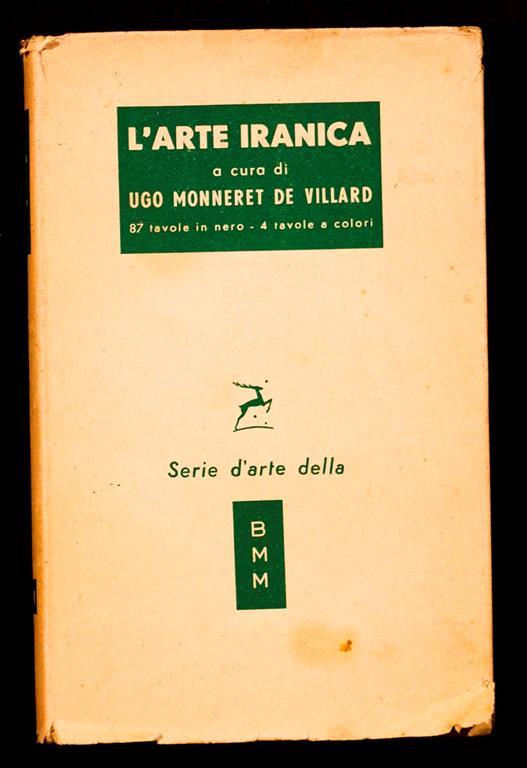 L'ARTE IRANICA
a cura di
UGO MONNERET DE VILLARD
87 tavole in nero - 4 tavole a colori
Serie d'arte della
B
M
M